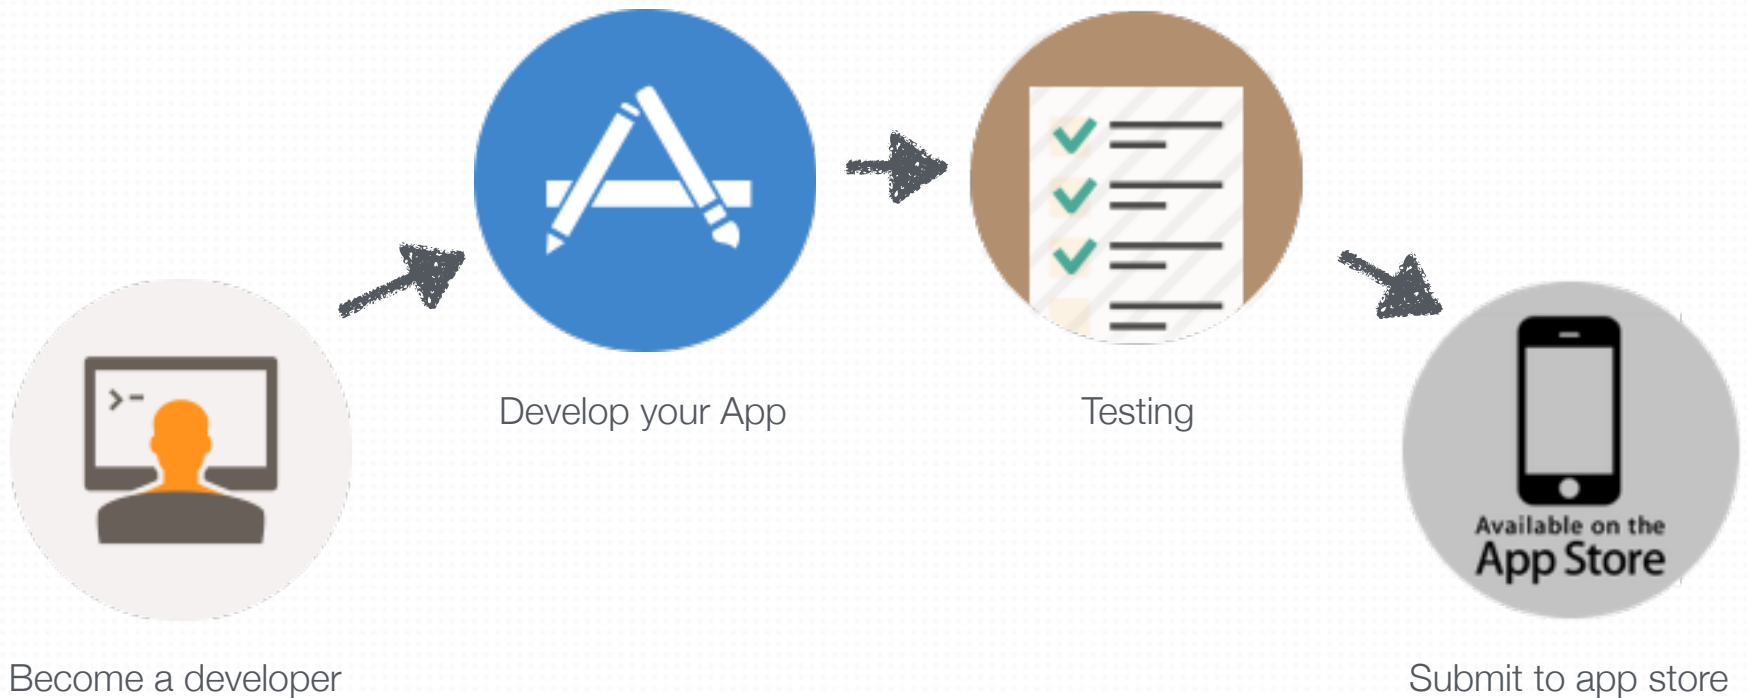 Develop your App
Testing
>-
Available on the
App Store
Become a developer
Submit to app store